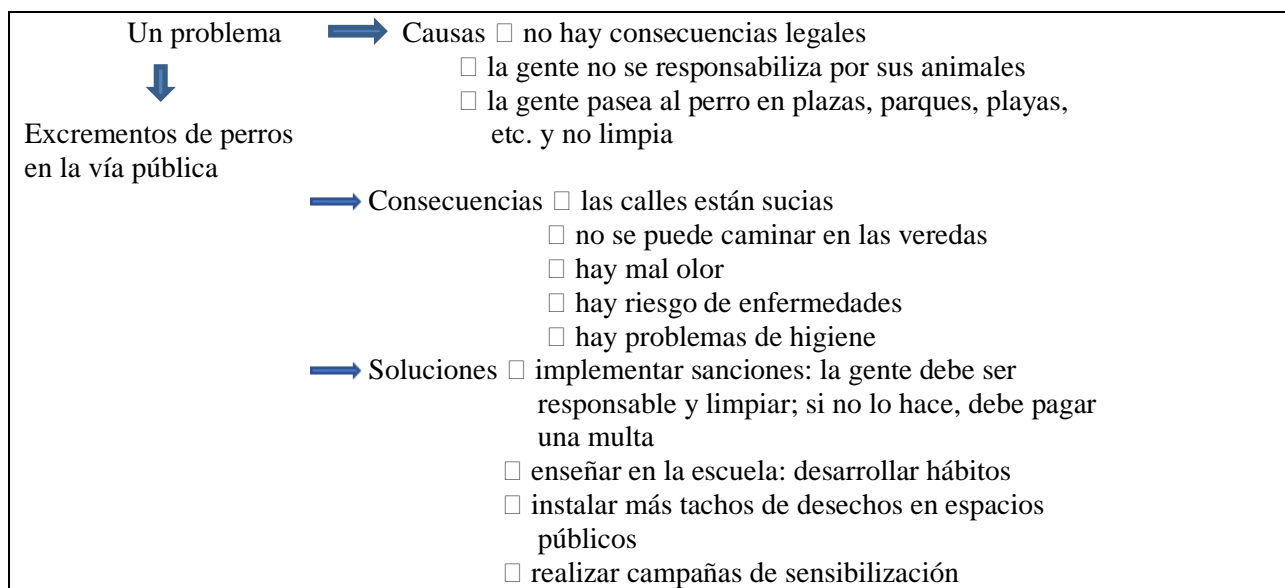 Un problema Causas □ no hay consecuencias legales
□ la gente no se responsabiliza por sus animales
□ la gente pasea al perro en plazas, parques, playas,
etc. y no limpia
Excrementos de perros
en la vía pública
Consecuencias □ las calles están sucias
□ no se puede caminar en las veredas
□ hay mal olor
□ hay riesgo de enfermedades
□ hay problemas de higiene
Soluciones □ implementar sanciones: la gente debe ser
responsable y limpiar; si no lo hace, debe pagar
una multa
□ enseñar en la escuela: desarrollar hábitos
□ instalar más tachos de desechos en espacios
públicos
□ realizar campañas de sensibilización